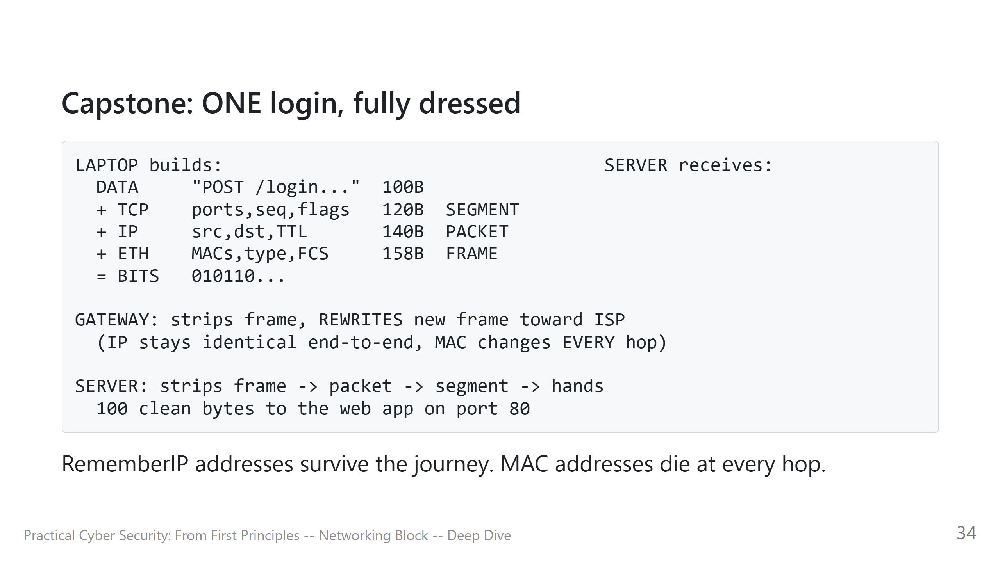 Capstone: ONE login, fully dressed
LAPTOP builds:                                    SERVER receives:
  DATA     "POST /login..."  100B
  + TCP    ports,seq,flags   120B  SEGMENT
  + IP     src,dst,TTL       140B  PACKET
  + ETH    MACs,type,FCS     158B  FRAME
  = BITS   010110...
GATEWAY: strips frame, REWRITES new frame toward ISP
  (IP stays identical end-to-end, MAC changes EVERY hop)
SERVER: strips frame -> packet -> segment -> hands
  100 clean bytes to the web app on port 80
RememberIP addresses survive the journey. MAC addresses die at every hop.
Practical Cyber Security: From First Principles -- Networking Block -- Deep Dive
34